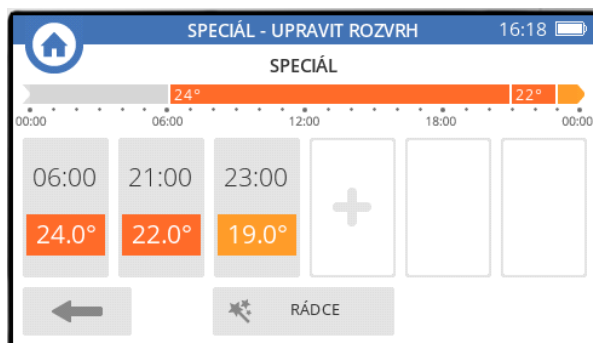 SPECIÁL - UPRAVIT ROZVRH 16:18
SPECIÁL
24° 22°
00:00 06:00 12:00 18:00 00:00
06:00 21:00 23:00
24.0° 22.0° 19.0°
RÁDCE